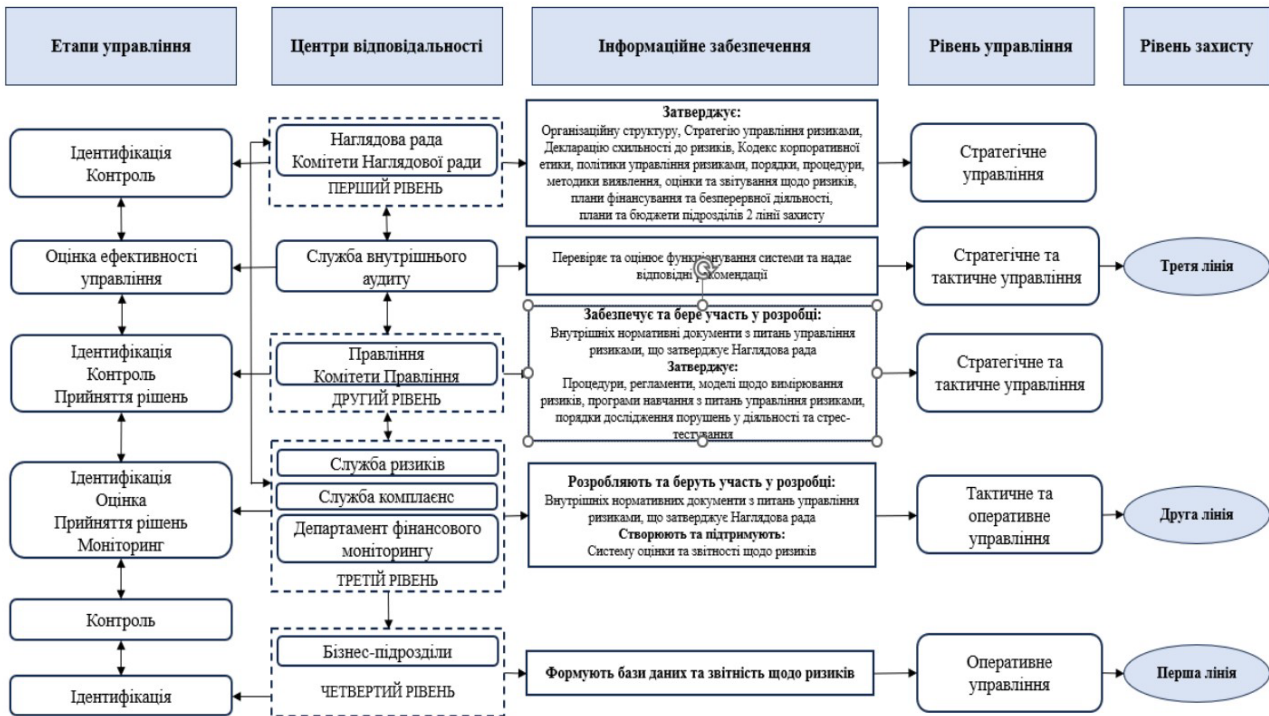 Етапи управління
Центри відповідальності
Інформаційне забезпечення
Рівень управління
Рівень захисту
Ідентифікація
Контроль
Наглядова рада
Комітети Наглядової ради
ПЕРШИЙ РІВЕНЬ
Затверджує:
Організаційну структуру, Стратегію управління ризиками,
Декларацію схильності до ризиків, Кодекс корпоративної
етики, політики управління ризиками, порядки, процедури,
методики виявлення, оцінки та звітування щодо ризиків,
плани фінансування та безперервної діяльності,
плани та бюджети підрозділів 2 лінії захисту
Стратегічне
управління
Оцінка ефективності
управління
Служба внутрішнього
аудиту
Перевіряє та оцінює функціонування системи та надає
відповідні рекомендації
Стратегічне та
тактичне управління
Третя лінія
Ідентифікація
Контроль
Прийняття рішень
Правління
Комітети Правління
ДРУГИЙ РІВЕНЬ
Забезпечує та бере участь у розробці:
Внутрішніх нормативні документи з питань управління
ризиками, що затверджує Наглядова рада
Затверджує:
Процедури, регламенти, моделі щодо вимірювання
ризиків, програми навчання з питань управління ризиками,
порядки дослідження порушень у діяльності та стрес-
тестування
Стратегічне та
тактичне управління
Ідентифікація
Оцінка
Прийняття рішень
Моніторинг
Служба ризиків
Служба комплаєнс
Департамент фінансового
моніторингу
ТРЕТІЙ РІВЕНЬ
Розробляють та беруть участь у розробці:
Внутрішніх нормативних документи з питань управління
ризиками, що затверджує Наглядова рада
Створюють та підтримують:
Систему оцінки та звітності щодо ризиків
Тактичне та
оперативне
управління
Друга лінія
Контроль
Ідентифікація
Бізнес-підрозділи
ЧЕТВЕРТИЙ РІВЕНЬ
Формують бази даних та звітність щодо ризиків
Оперативне
управління
Перша лінія